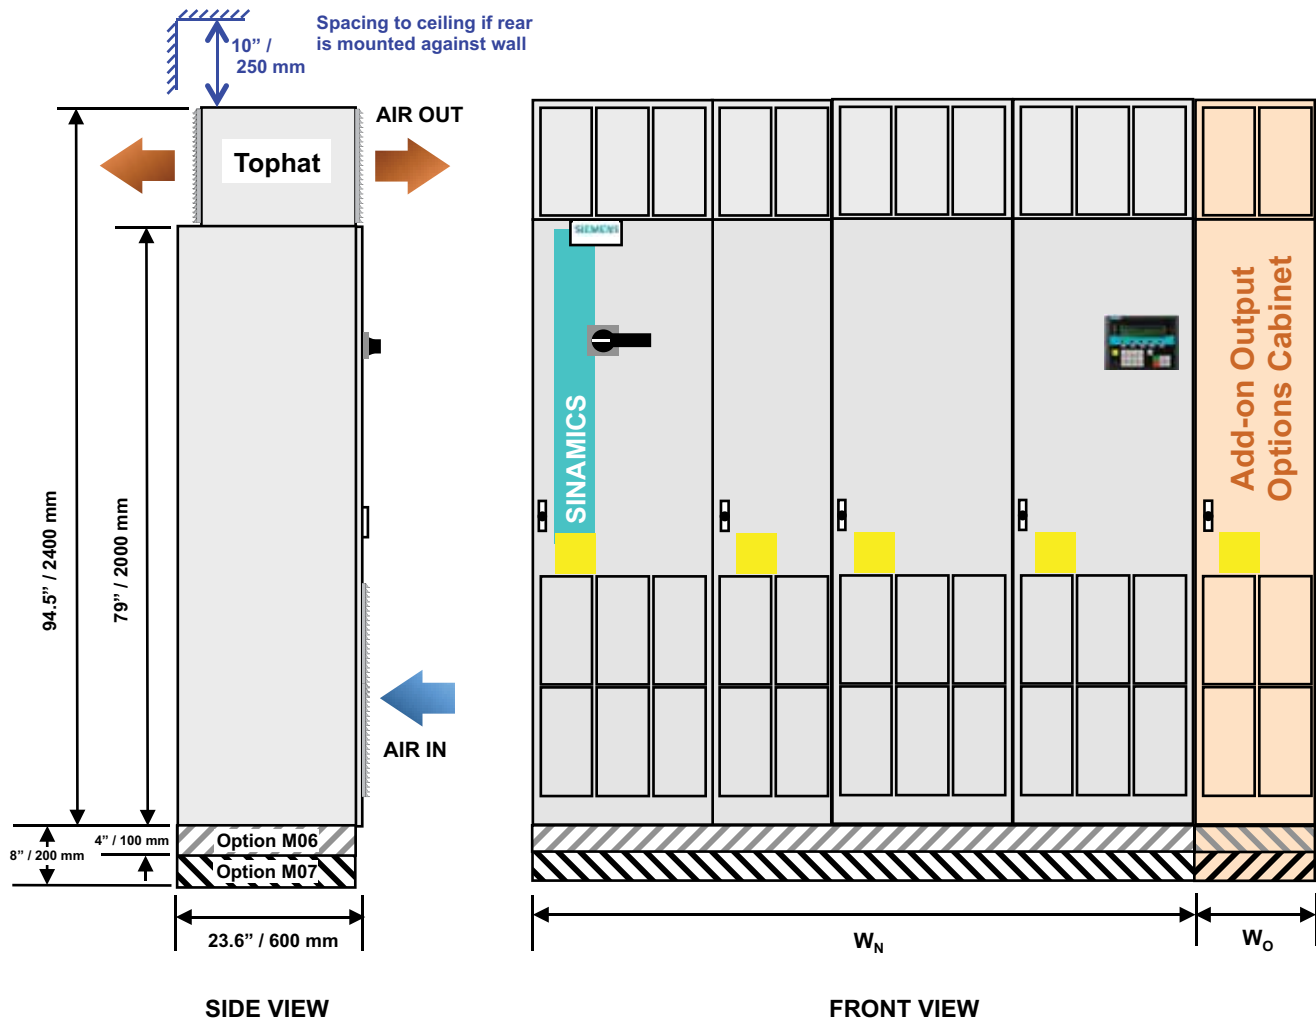 Spacing to ceiling if rear
is mounted against wall
10” /
250 mm
AIR OUT
Tophat
SIEMENS
SINAMICS
Add-on Output
Options Cabinet
94.5” / 2400 mm
79” / 2000 mm
AIR IN
4” / 100 mm
8” / 200 mm
Option M06
Option M07
23.6” / 600 mm
WN
WO
SIDE VIEW
FRONT VIEW